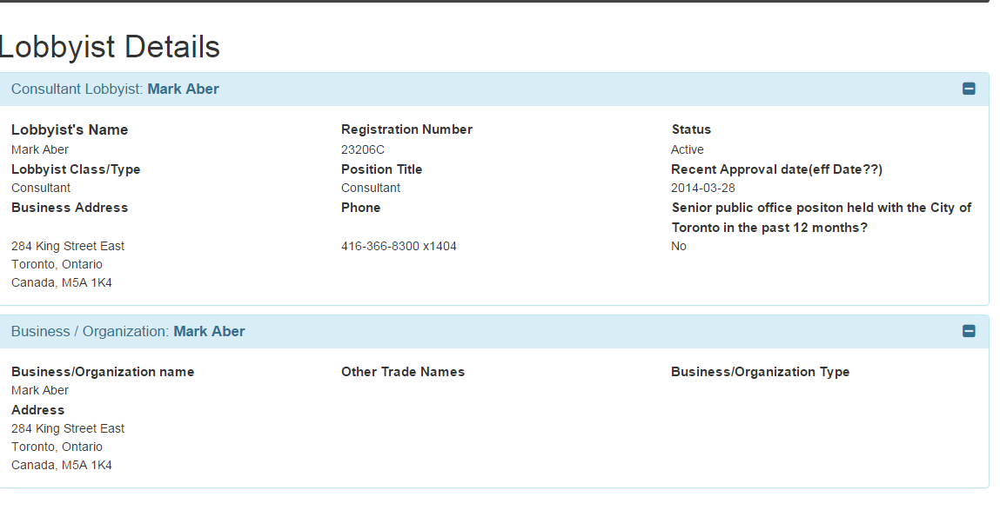 Lobbyist Details
Consultant Lobbyist: Mark Aber
Lobbyist's Name
Registration Number
Status
Mark Aber
23206C
Active
Lobbyist Class/Type
Position Title
Recent Approval date(eff Date??)
Consultant
Consultant
2014-03-28
Business Address
Phone
Senior public office positon held with the City of
Toronto in the past 12 months?
284 King Street East
416-366-8300 x1404
No
Toronto, Ontario
Canada, M5A 1K4
Business / Organization: Mark Aber
Business/Organization name
Other Trade Names
Business/Organization Type
Mark Aber
Address
284 King Street East
Toronto, Ontario
Canada, M5A 1K4